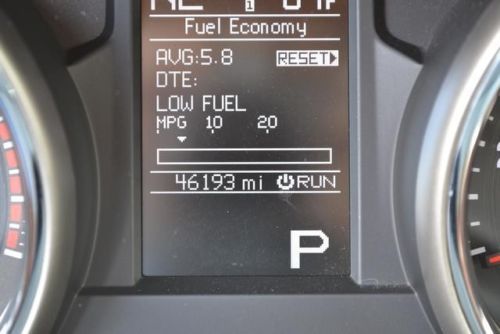 Fuel Economy
AVG:5.8 RESET
DTE:
LOW FUEL
MPG 10 20
46193 mi RUN
P